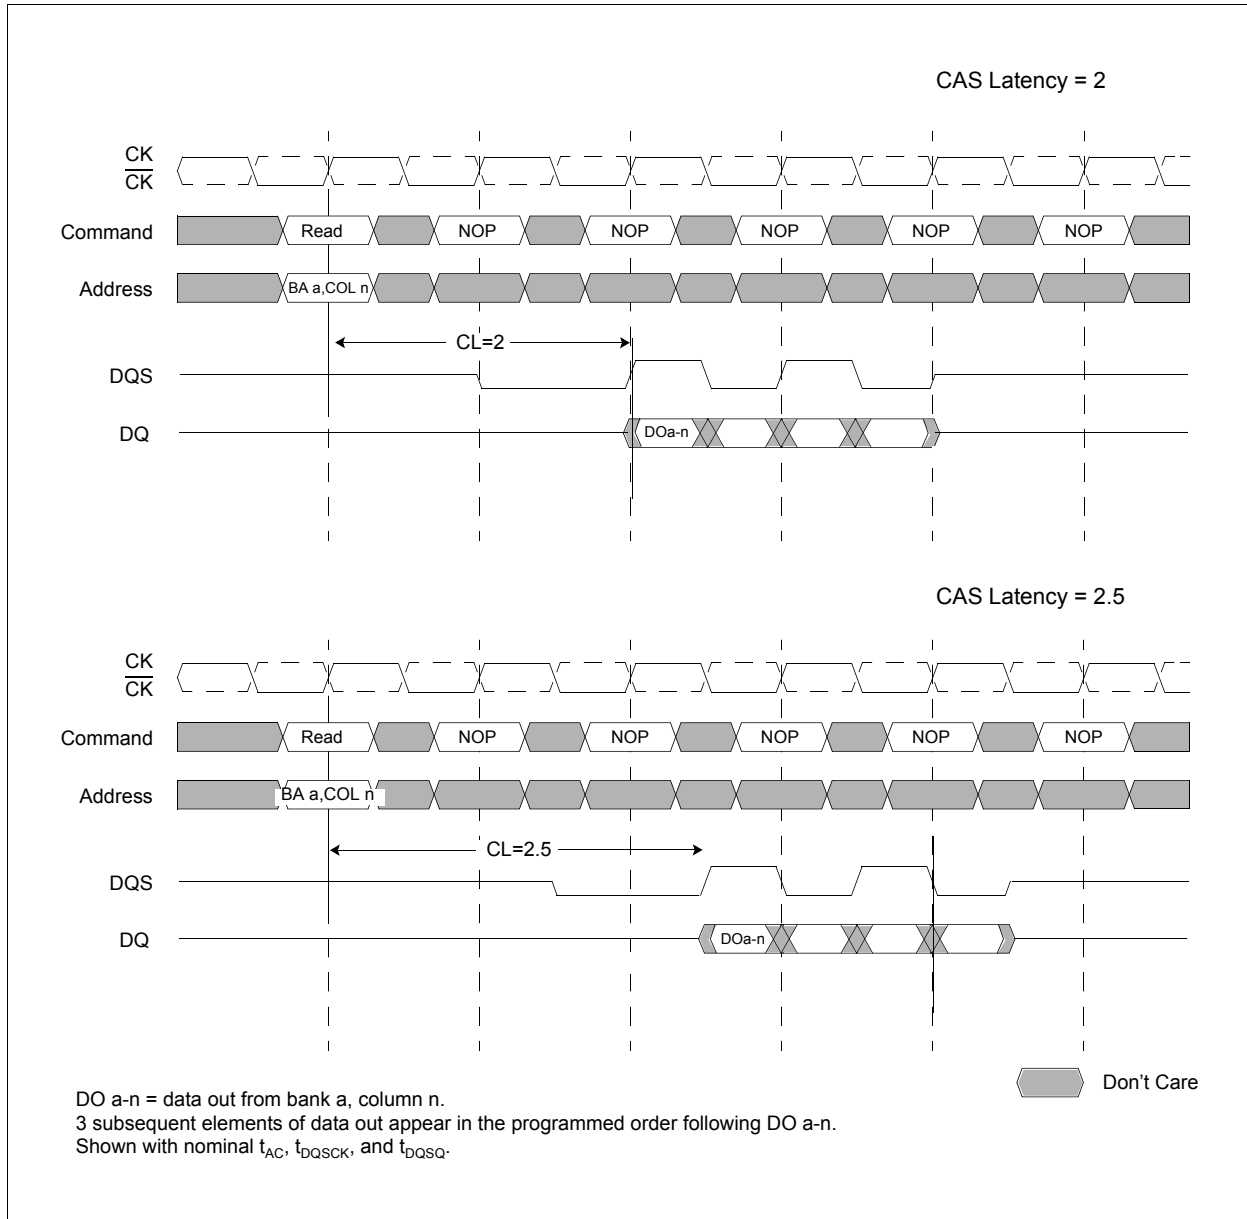 CAS Latency = 2
CK
CK
Command
Read
NOP
NOP
NOP
NOP
NOP
Address
BA a,COL n
CL=2
DQS
DQ
DOa-n
CAS Latency = 2.5
CK
CK
Command
Read
NOP
NOP
NOP
NOP
NOP
Address
BA a,COL n
CL=2.5
DQS
DQ
DOa-n
Don't Care
DO a-n = data out from bank a, column n.
3 subsequent elements of data out appear in the programmed order following DO a-n.
Shown with nominal tAC, tDQSCK, and tDQSQ.